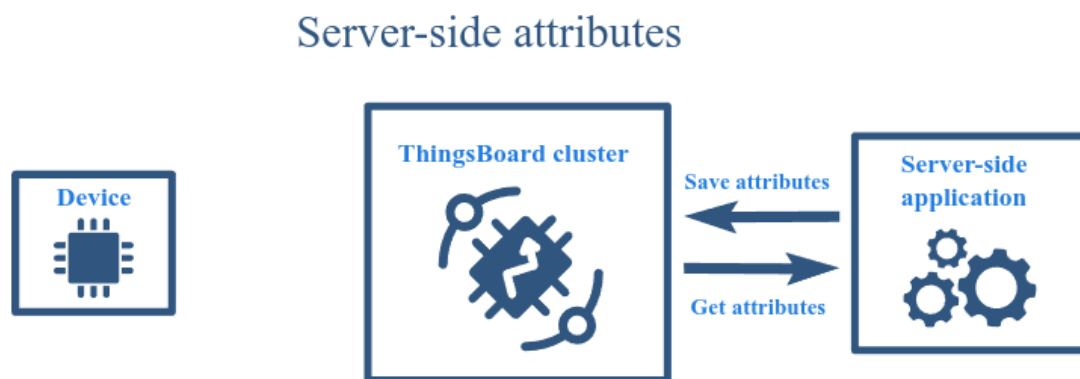 Server-side attributes
ThingsBoard cluster
Device
Save attributes
Get attributes
Server-side
application